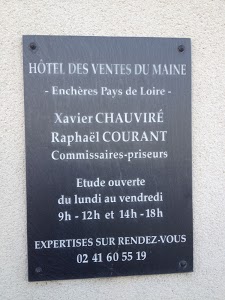 HÔTEL DES VENTES DU MAINE
- Enchères Pays de Loire -
Xavier CHAUVIRÉ
Raphaël COURANT
Commissaires-priseurs
Etude ouverte
du lundi au vendredi
9h - 12h et 14h -18h
EXPERTISES SUR RENDEZ-VOUS
02 41 60 55 19